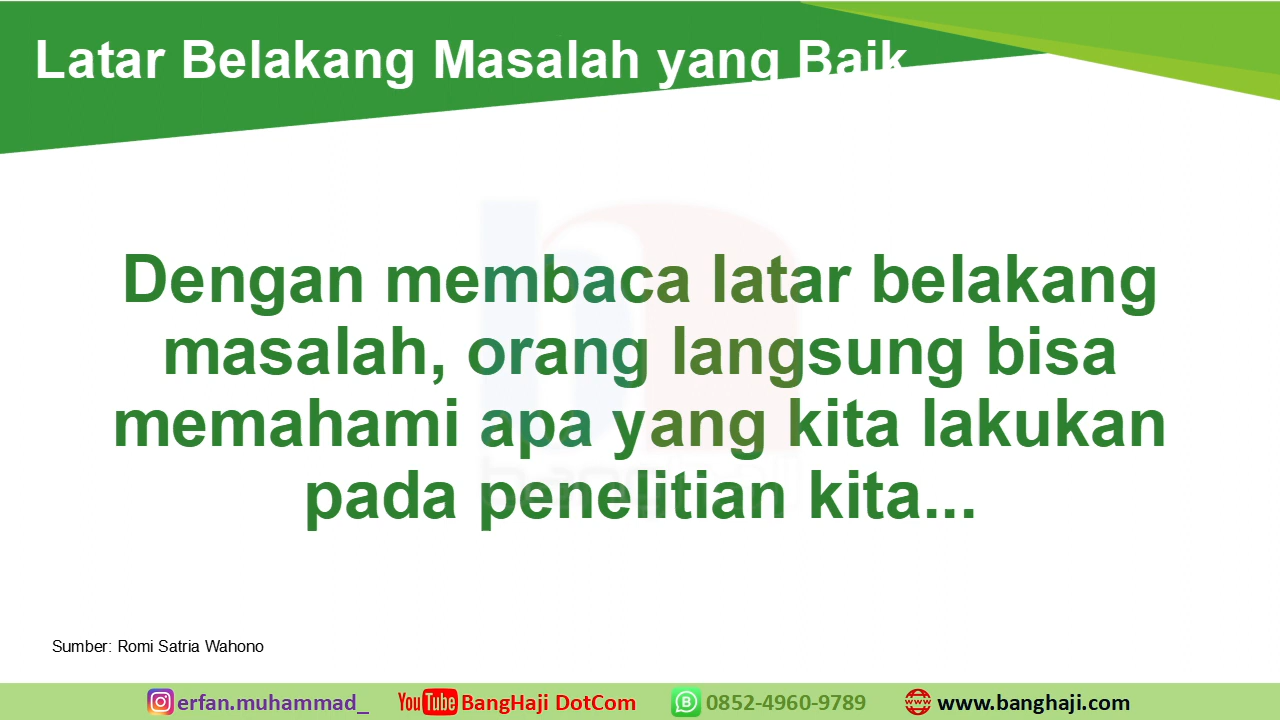 Latar Belakang Masalah yang Baik
Dengan membaca latar belakang
masalah, orang langsung bisa
memahami apa yang kita lakukan
pada penelitian kita...
Sumber: Romi Satria Wahono
erfan.muhammad_ YouTube BangHaji DotCom 0852-4960-9789 www.banghaji.com